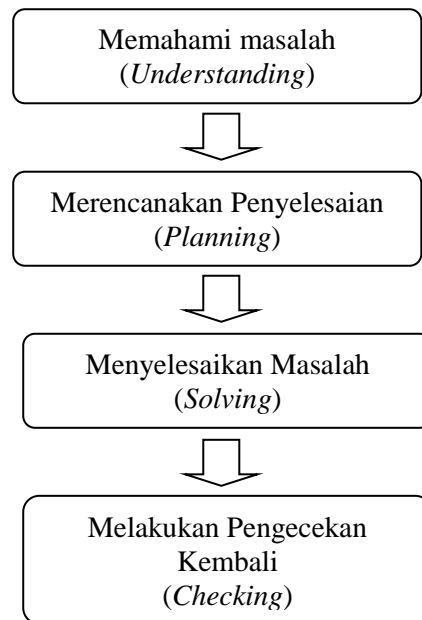 Memahami masalah
(Understanding)
Merencanakan Penyelesaian
(Planning)
Menyelesaikan Masalah
(Solving)
Melakukan Pengecekan
Kembali
(Checking)